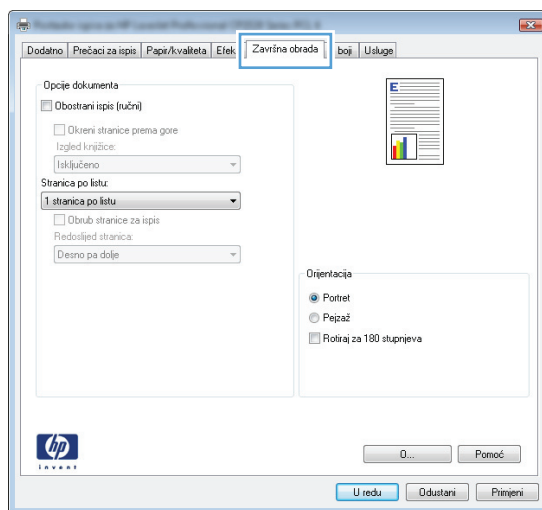 Dodatno Prečaci za ispis Papir/kvaliteta Efek Završna obrada boji Usluge
Opcije dokumenta
Obostrani ispis (ručni)
Okreni stranice prema gore
Izgled knjižice:
Isključeno
Stranica po listu:
1 stranica po listu
Obrub stranice za ispis
Redoslijed stranica:
Desno pa dolje
E
Orijentacija
Portret
Pejzaž
Rotiraj za 180 stupnjeva
hp
invent
O... Pomoć
U redu Odustani Primijeni